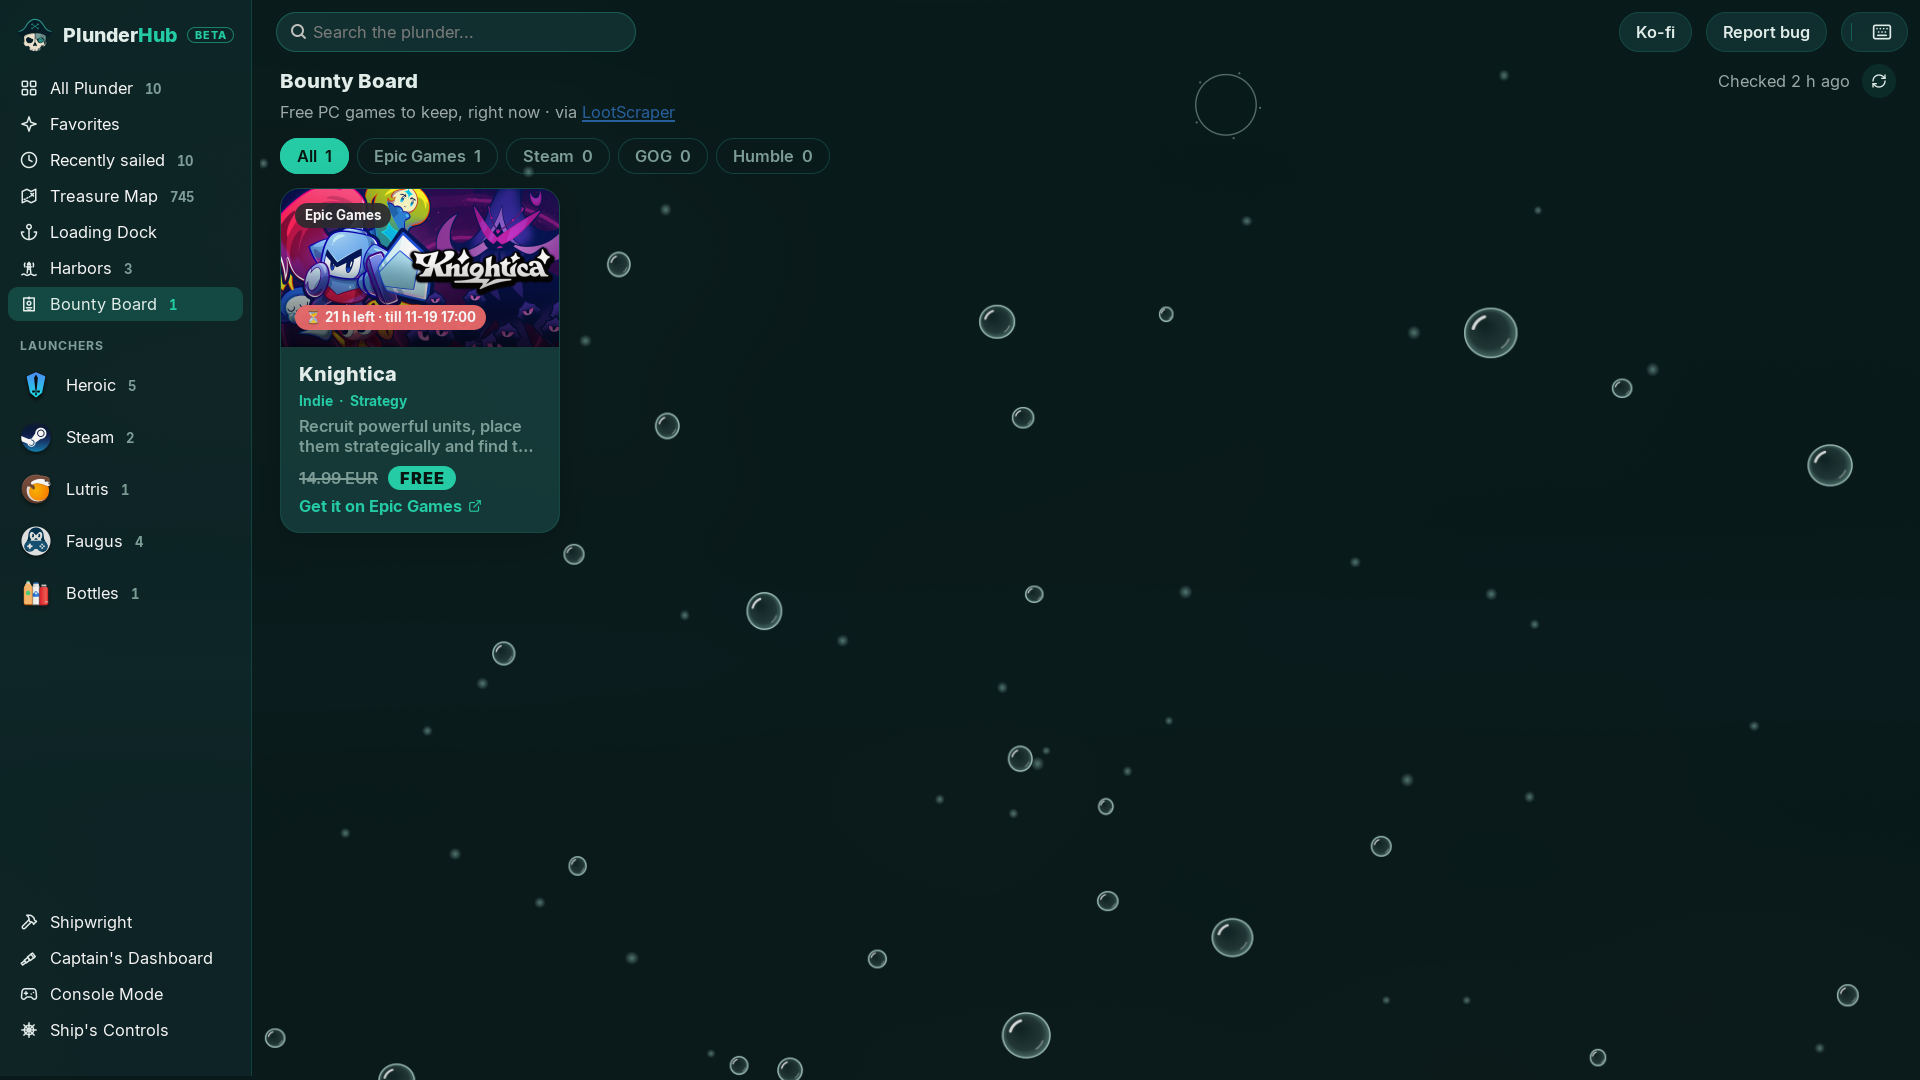 PlunderHub BETA
Search the plunder...
Ko-fi
Report bug
All Plunder 10
Favorites
Recently sailed 10
Treasure Map 745
Loading Dock
Harbors 3
Bounty Board 1
LAUNCHERS
Heroic 5
Steam 2
Lutris 1
Faugus 4
Bottles 1
Shipwright
Captain's Dashboard
Console Mode
Ship's Controls
Bounty Board
Checked 2 h ago
Free PC games to keep, right now · via LootScraper
All 1
Epic Games 1
Steam 0
GOG 0
Humble 0
Epic Games
Knightica
⏳ 21 h left · till 11-19 17:00
Knightica
Indie · Strategy
Recruit powerful units, place
them strategically and find t...
14.99 EUR FREE
Get it on Epic Games